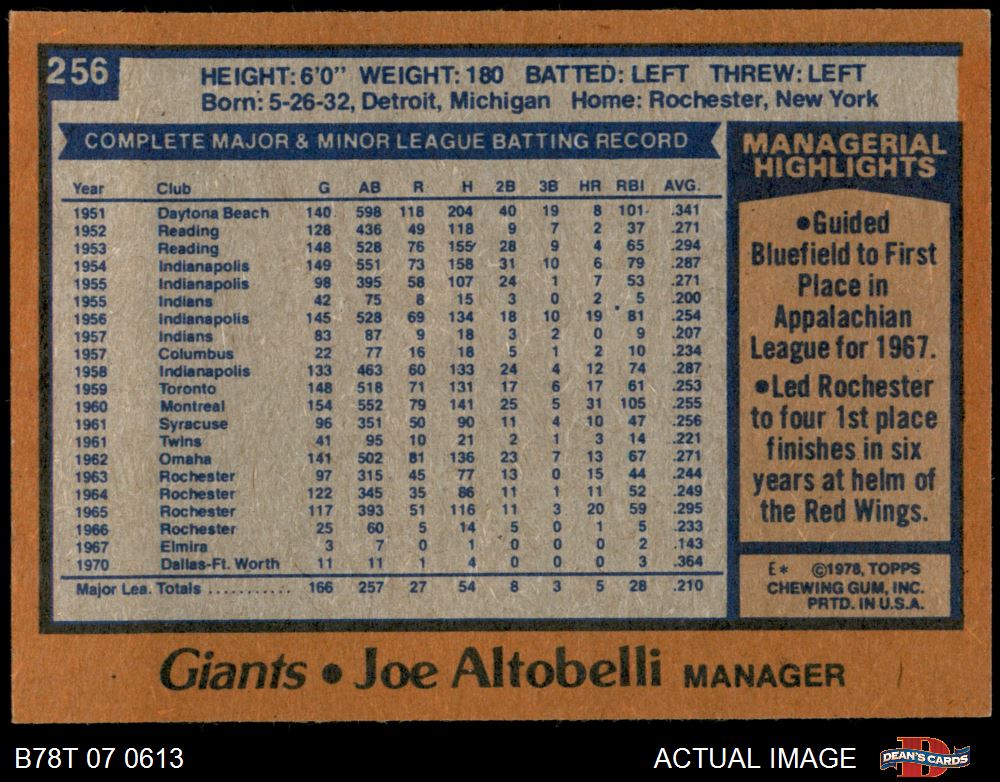 256
HEIGHT: 6'0" WEIGHT: 180 BATTED: LEFT THREW: LEFT
Born: 5-26-32, Detroit, Michigan Home: Rochester, New York
COMPLETE MAJOR & MINOR LEAGUE BATTING RECORD
Year Club G AB R H 2B 3B HR RBI AVG.
1951 Daytona Beach 140 598 118 204 40 19 8 101 .341
1952 Reading 128 436 49 118 9 7 2 37 .271
1953 Reading 148 528 76 155 28 9 4 65 .294
1954 Indianapolis 149 551 73 158 31 10 6 79 .287
1955 Indianapolis 98 395 58 107 24 1 7 53 .271
1955 Indians 42 75 8 15 3 0 2 5 .200
1956 Indianapolis 145 528 69 134 18 10 19 81 .254
1957 Indians 83 87 9 18 3 2 0 9 .207
1957 Columbus 22 77 16 18 5 1 2 10 .234
1958 Indianapolis 133 463 60 133 24 4 12 74 .287
1959 Toronto 148 518 71 131 17 6 17 61 .253
1960 Montreal 154 552 79 141 25 5 31 105 .255
1961 Syracuse 96 351 50 90 11 4 10 47 .256
1961 Twins 41 95 10 21 2 1 3 14 .221
1962 Omaha 141 502 81 136 23 7 13 67 .271
1963 Rochester 97 315 45 77 13 0 15 44 .244
1964 Rochester 122 345 35 86 11 1 11 52 .249
1965 Rochester 117 393 51 116 11 3 20 59 .295
1966 Rochester 25 60 5 14 5 0 1 5 .233
1967 Elmira 3 7 0 1 0 0 0 2 .143
1970 Dallas-Ft. Worth 11 11 1 4 0 0 0 3 .364
Major Lea. Totals ........... 166 257 27 54 8 3 5 28 .210
MANAGERIAL
HIGHLIGHTS
•Guided
Bluefield to First
Place in
Appalachian
League for 1967.
•Led Rochester
to four 1st place
finishes in six
years at helm of
the Red Wings.
E* ©1978, TOPPS
CHEWING GUM, INC.
PRTD. IN U.S.A.
Giants • Joe Altobelli MANAGER
B78T 07 0613
ACTUAL IMAGE
DEAN'S CARDS